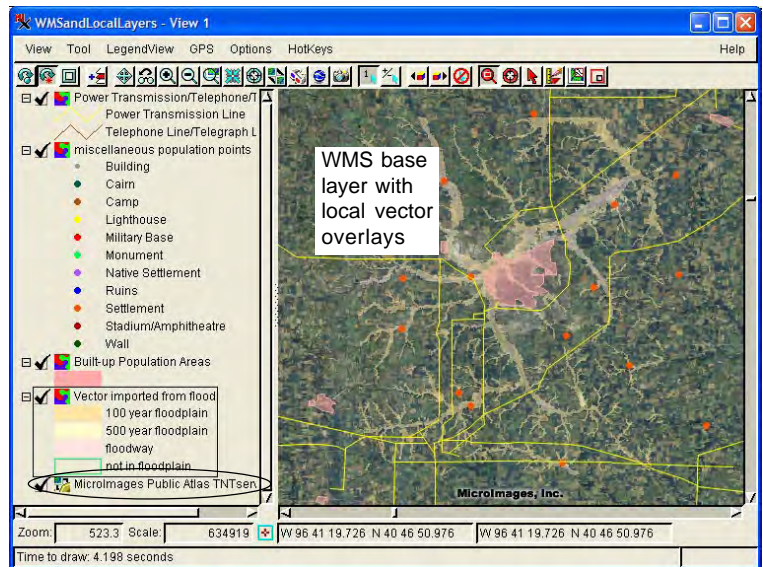 WMSandLocalLayers - View 1
View Tool LegendView GPS Options HotKeys Help
Power Transmission/Telephone/T
Power Transmission Line
Telephone Line/Telegraph L
miscellaneous population points
Building
Cairn
Camp
Lighthouse
Military Base
Monument
Native Settlement
Ruins
Settlement
Stadium/Amphitheatre
Wall
Built-up Population Areas
Vector imported from flood
100 year floodplain
500 year floodplain
floodway
not in floodplain
MicroImages Public Atlas TNTserv
WMS base
layer with
local vector
overlays
MicroImages, Inc.
Zoom: 523.3 Scale: 634919 W 96 41 19.726 N 40 46 50.976 W 96 41 19.726 N 40 46 50.976
Time to draw: 4.198 seconds